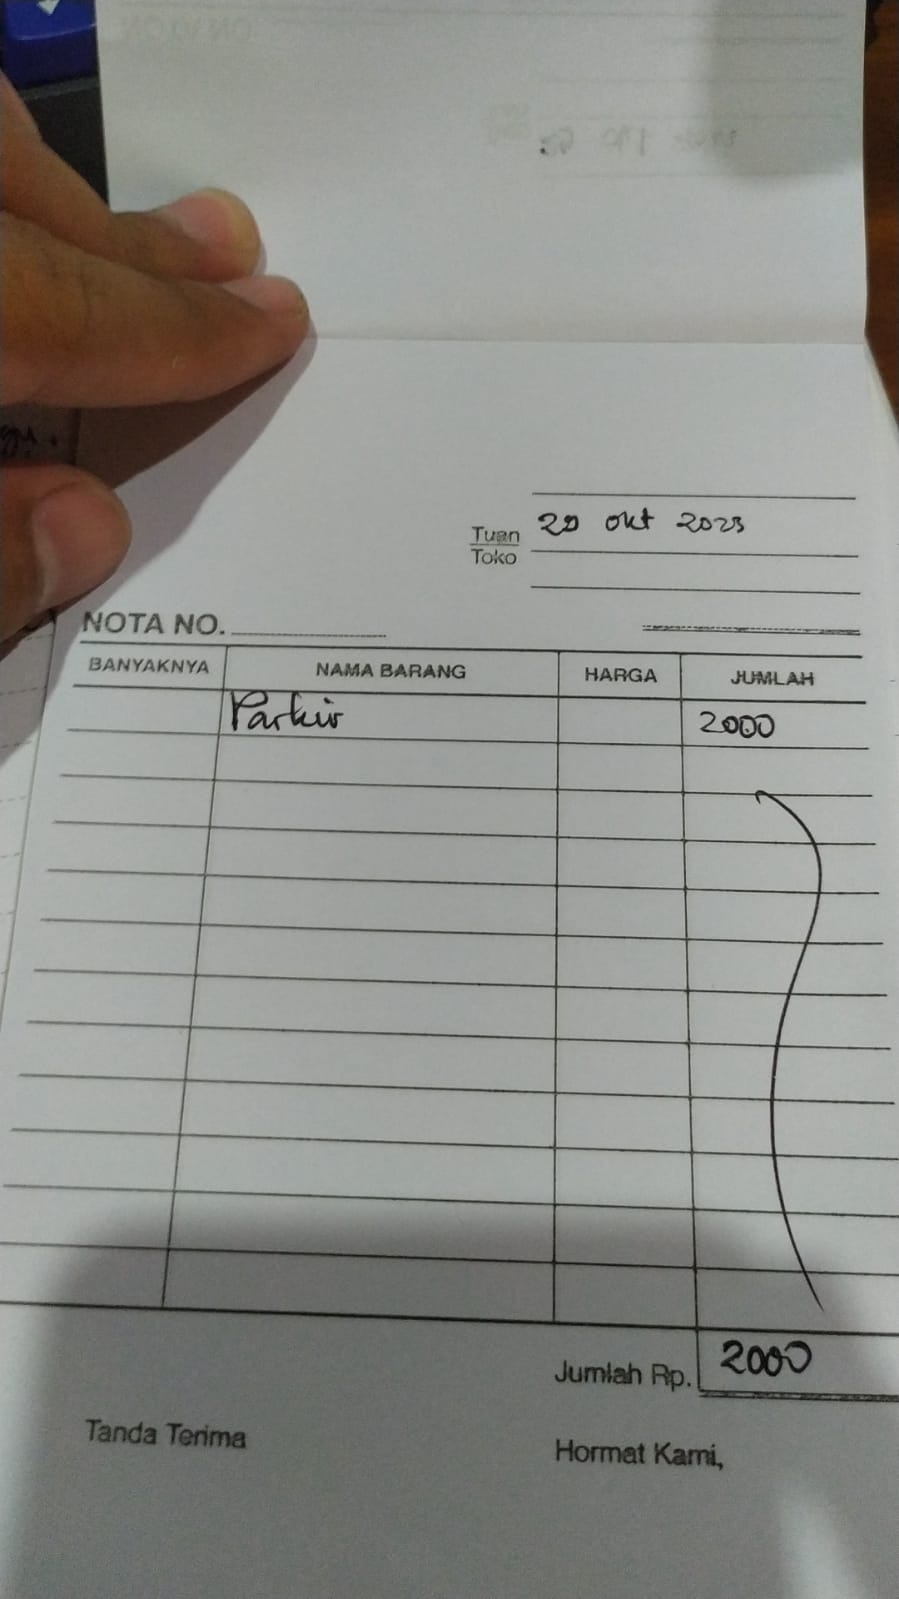 20 Okt 2023
Tuan
Toko
NOTA NO.
BANYAKNYA NAMA BARANG HARGA JUMLAH
Parkir 2000
Jumlah Rp. 2000
Tanda Terima Hormat Kami,